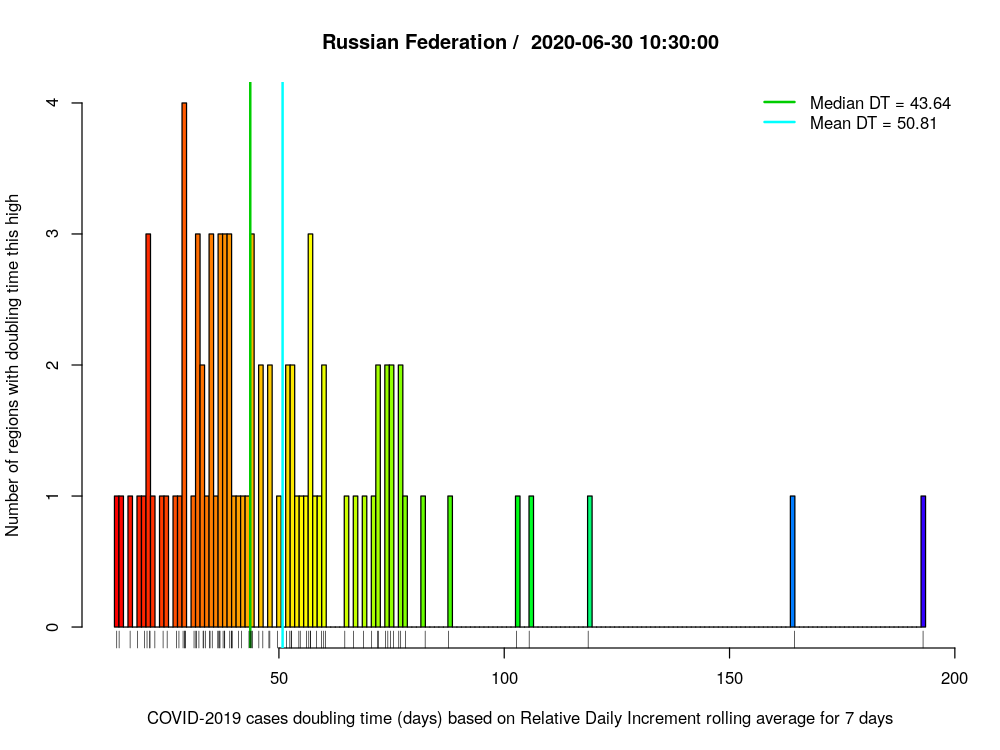 Russian Federation /  2020-06-30 10:30:00
Median DT = 43.64
Mean DT = 50.81
Number of regions with doubling time this high
4
3
2
1
0
50 100 150 200
COVID-2019 cases doubling time (days) based on Relative Daily Increment rolling average for 7 days